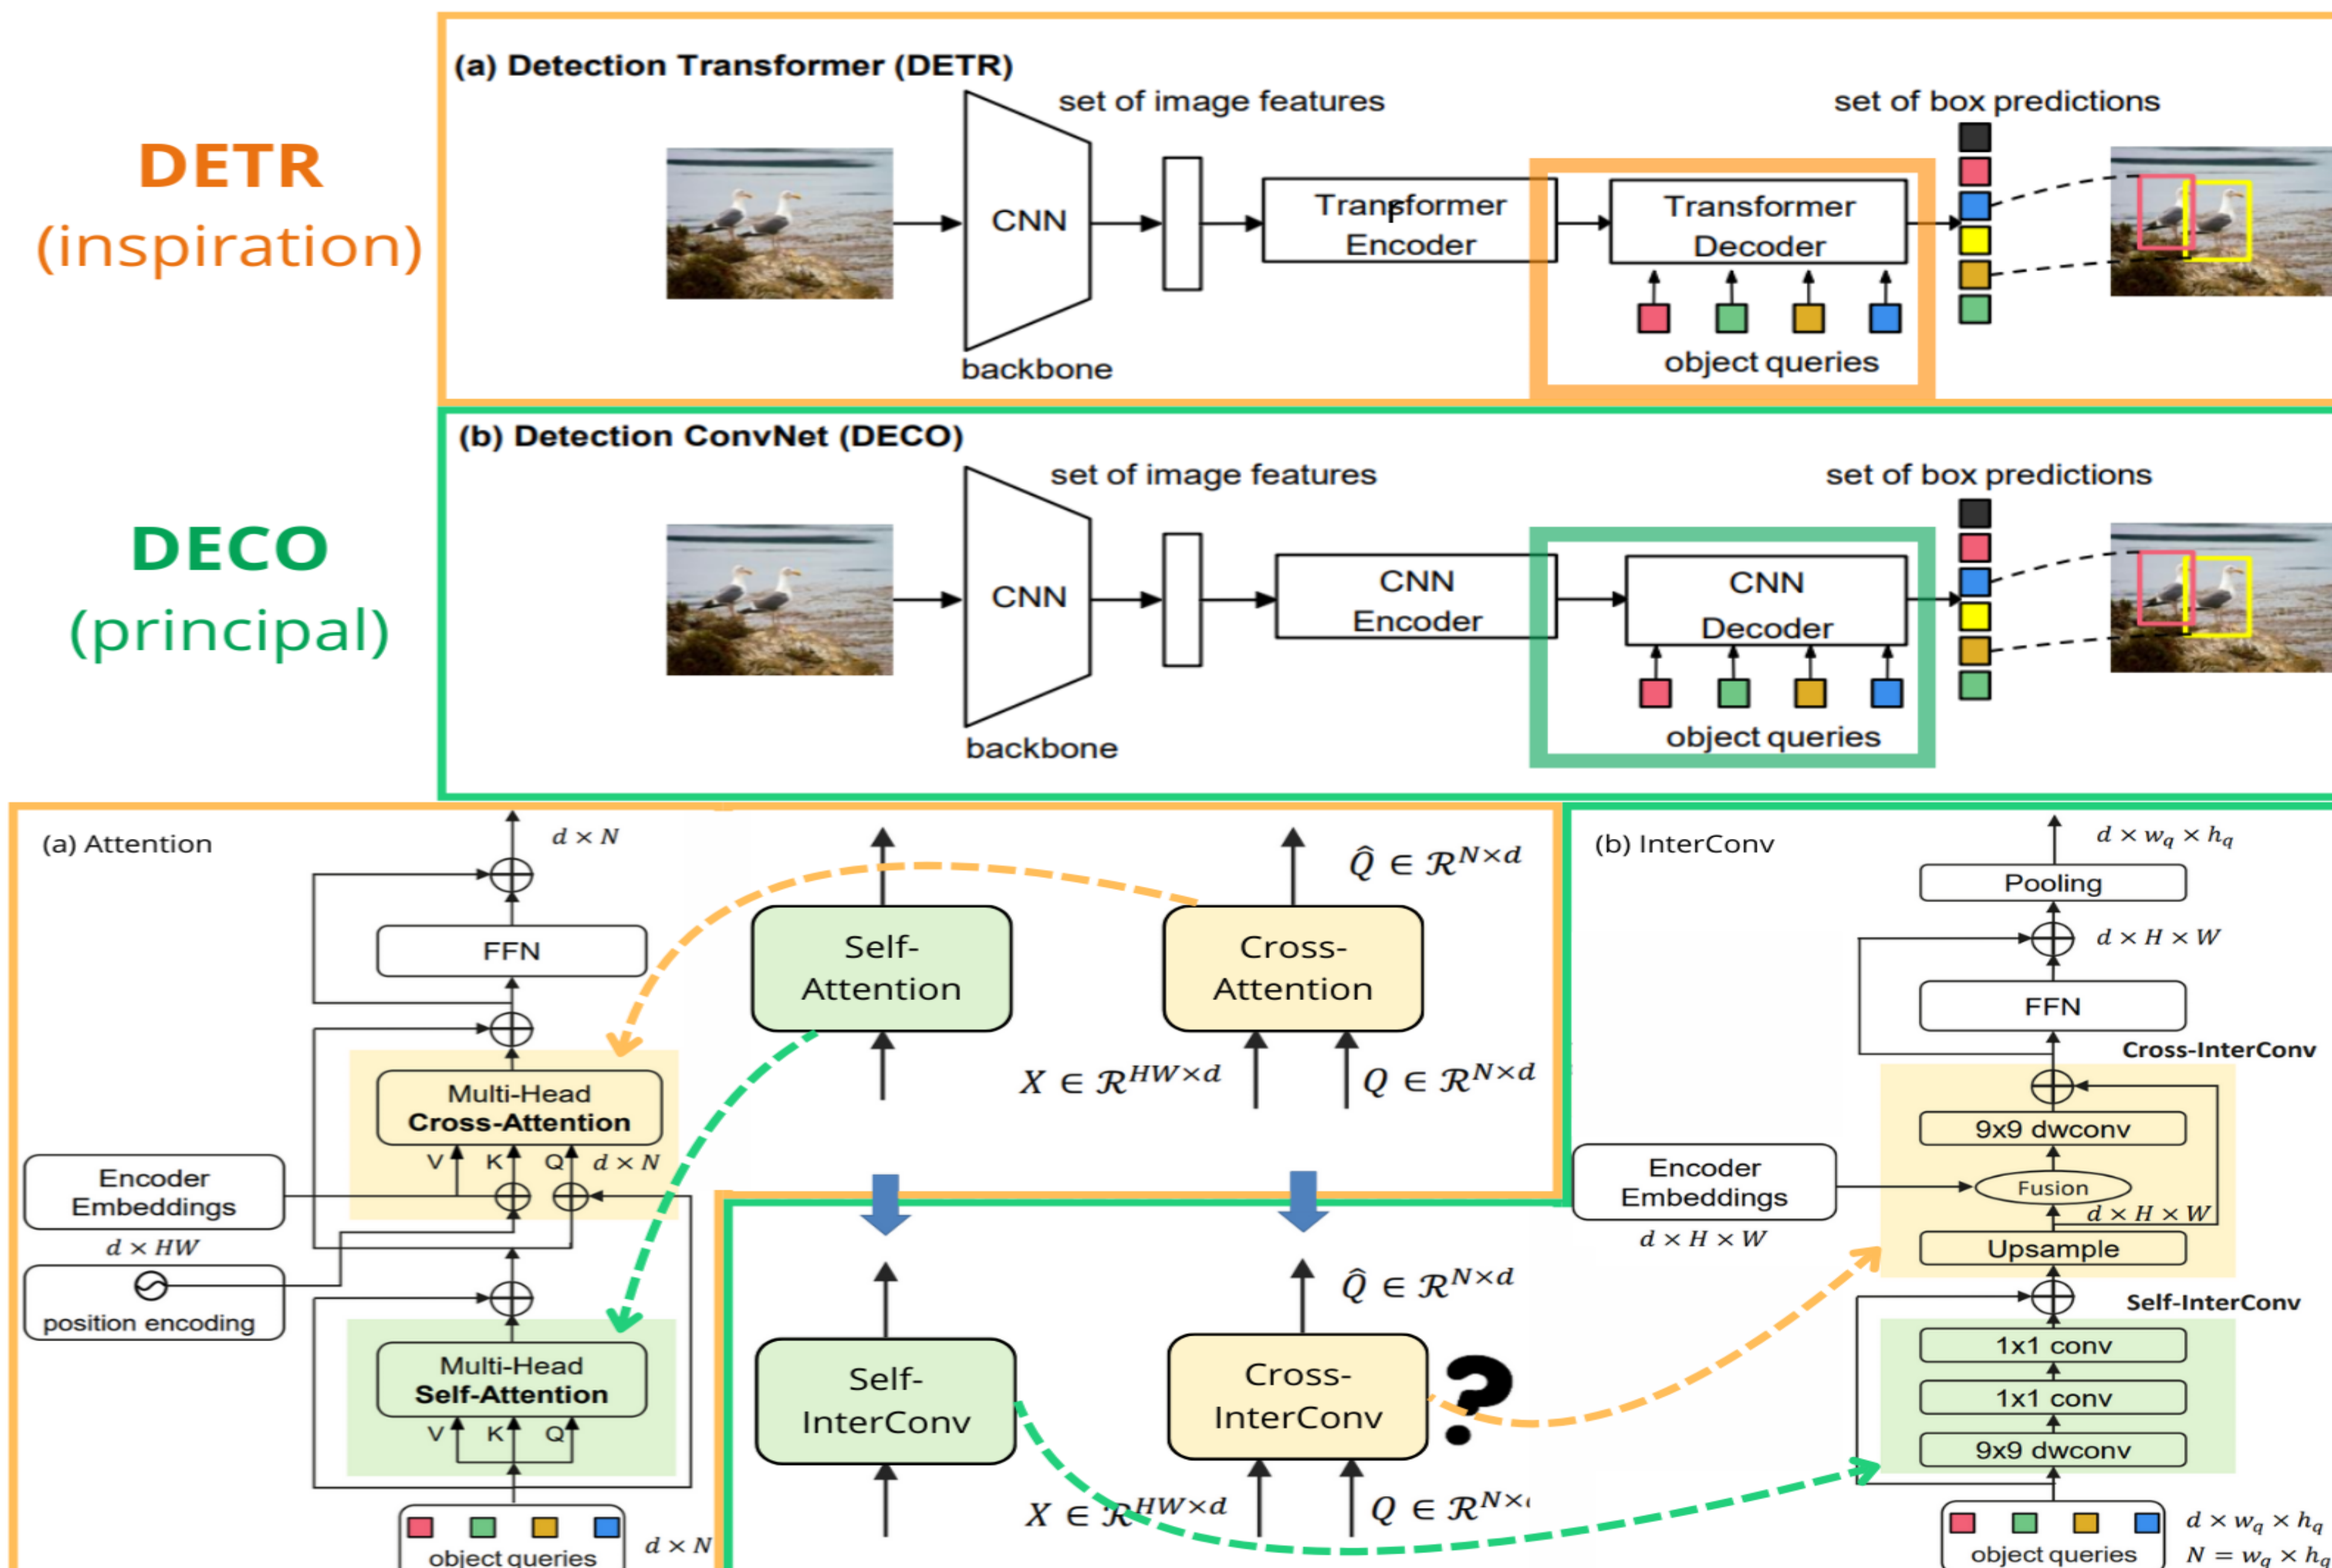 DETR
(inspiration)
(a) Detection Transformer (DETR)
set of image features
set of box predictions
CNN
Transformer
Encoder
Transformer
Decoder
backbone
object queries
DECO
(principal)
(b) Detection ConvNet (DECO)
set of image features
set of box predictions
CNN
CNN
Encoder
CNN
Decoder
backbone
object queries
(a) Attention
d × N
FFN
Multi-Head
Cross-Attention
V K Q d × N
Encoder
Embeddings
d × HW
position encoding
Multi-Head
Self-Attention
V K Q
object queries
d × N
Self-
Attention
Q̂ ∈ ℛ^{N×d}
Cross-
Attention
X ∈ ℛ^{HW×d}
Q ∈ ℛ^{N×d}
Self-
InterConv
Q̂ ∈ ℛ^{N×d}
Cross-
InterConv
?
X ∈ ℛ^{HW×d}
Q ∈ ℛ^{N×
(b) InterConv
d × w_q × h_q
Pooling
d × H × W
FFN
Cross-InterConv
9x9 dwconv
Encoder
Embeddings
d × H × W
Fusion
d × H × W
Upsample
Self-InterConv
1x1 conv
1x1 conv
9x9 dwconv
object queries
d × w_q × h_q
N = w_q × h_q